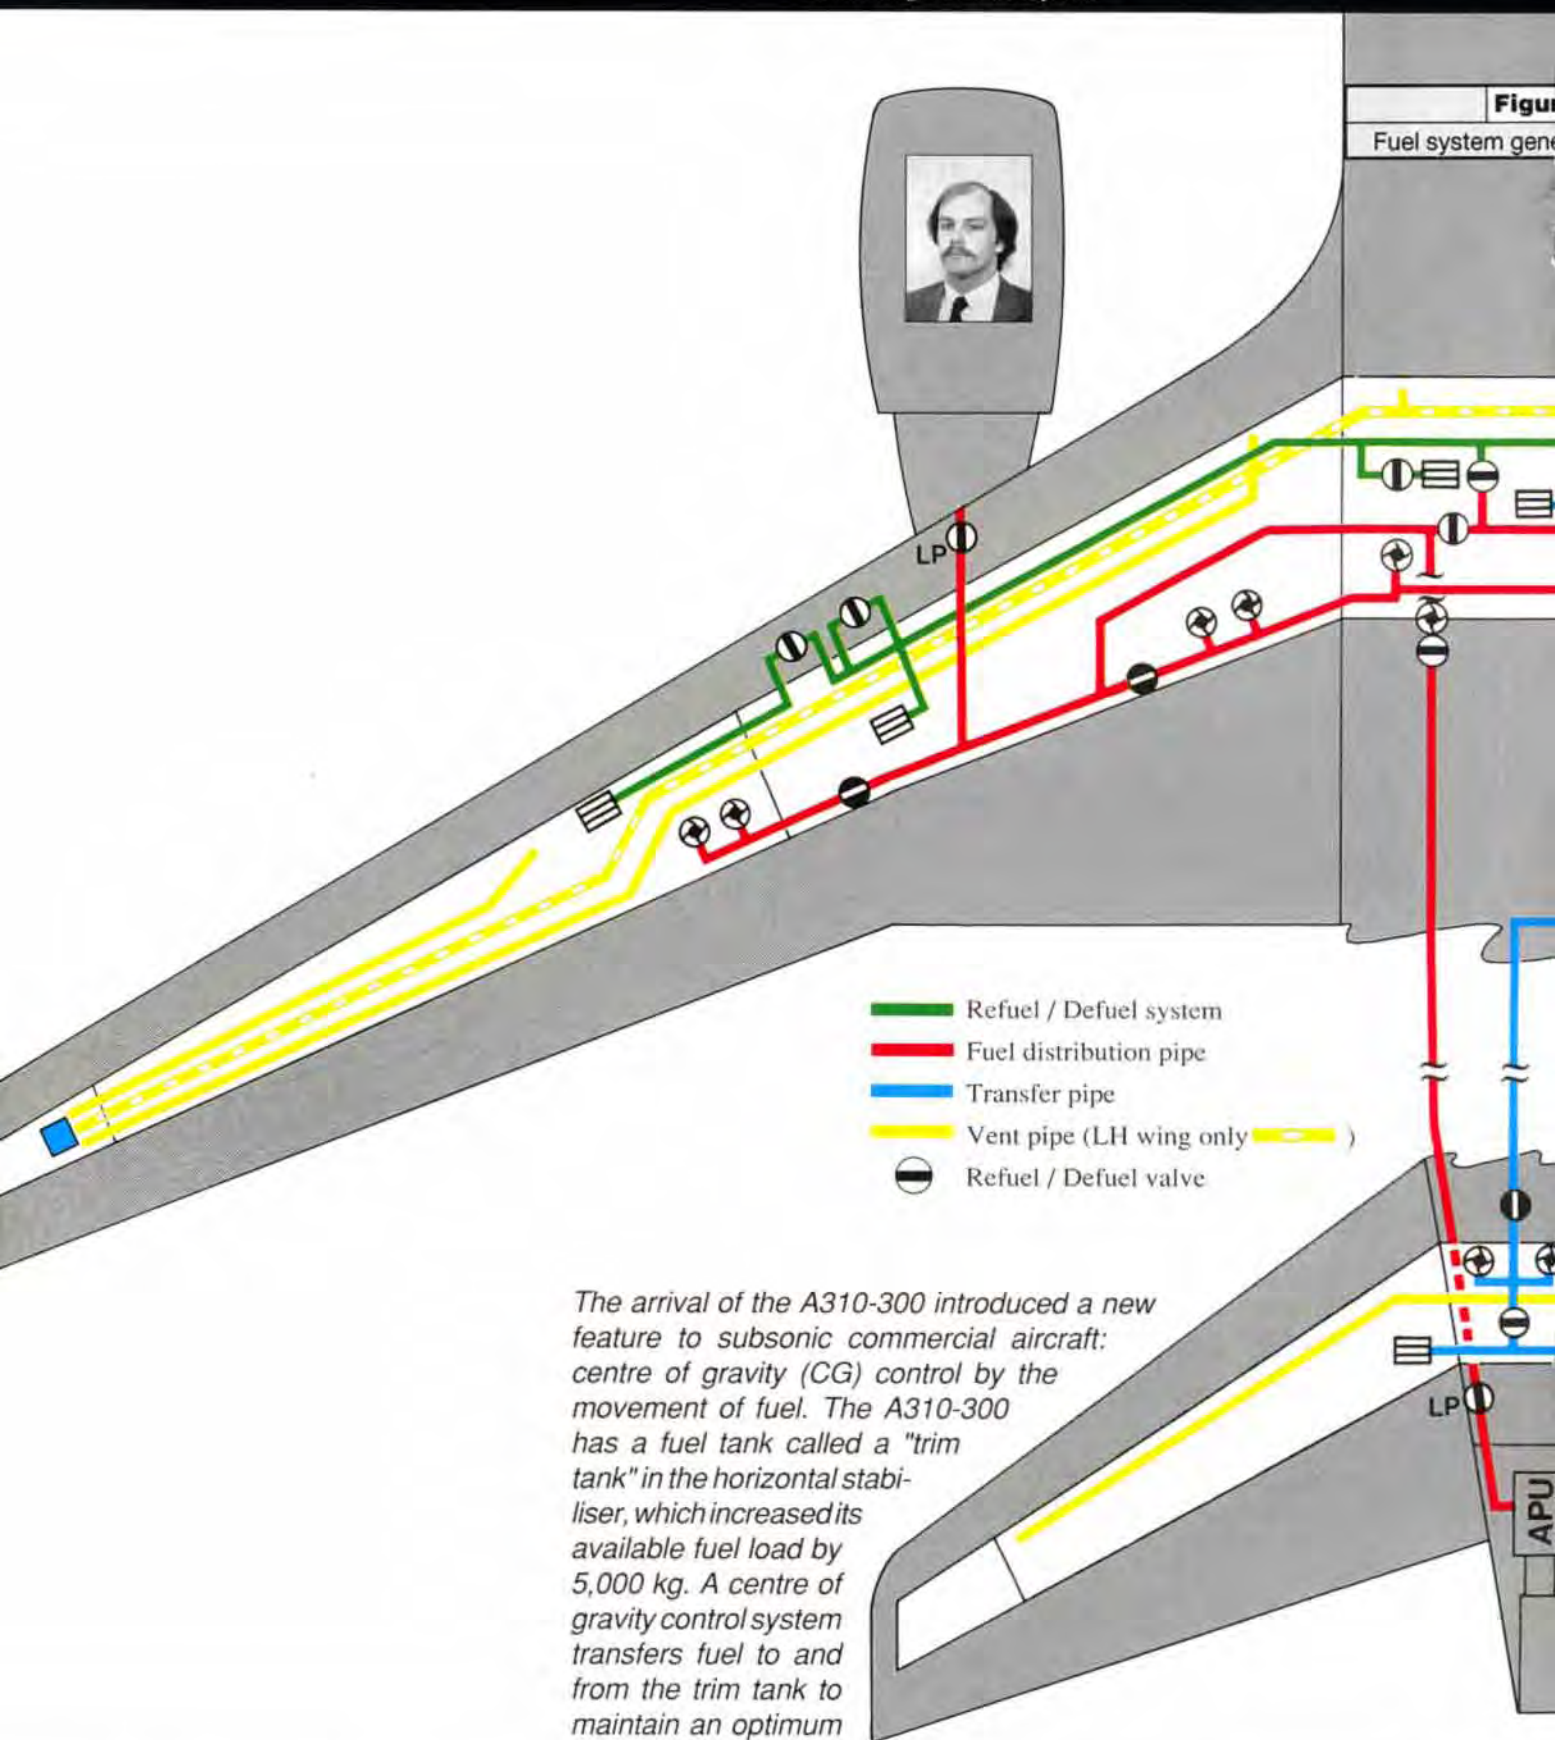 Figur
Fuel system gene
LP
Refuel / Defuel system
Fuel distribution pipe
Transfer pipe
Vent pipe (LH wing only )
Refuel / Defuel valve
The arrival of the A310-300 introduced a new
feature to subsonic commercial aircraft:
centre of gravity (CG) control by the
movement of fuel. The A310-300
has a fuel tank called a "trim
tank" in the horizontal stabi-
liser, which increased its
available fuel load by
5,000 kg. A centre of
gravity control system
transfers fuel to and
from the trim tank to
maintain an optimum
LP
APU